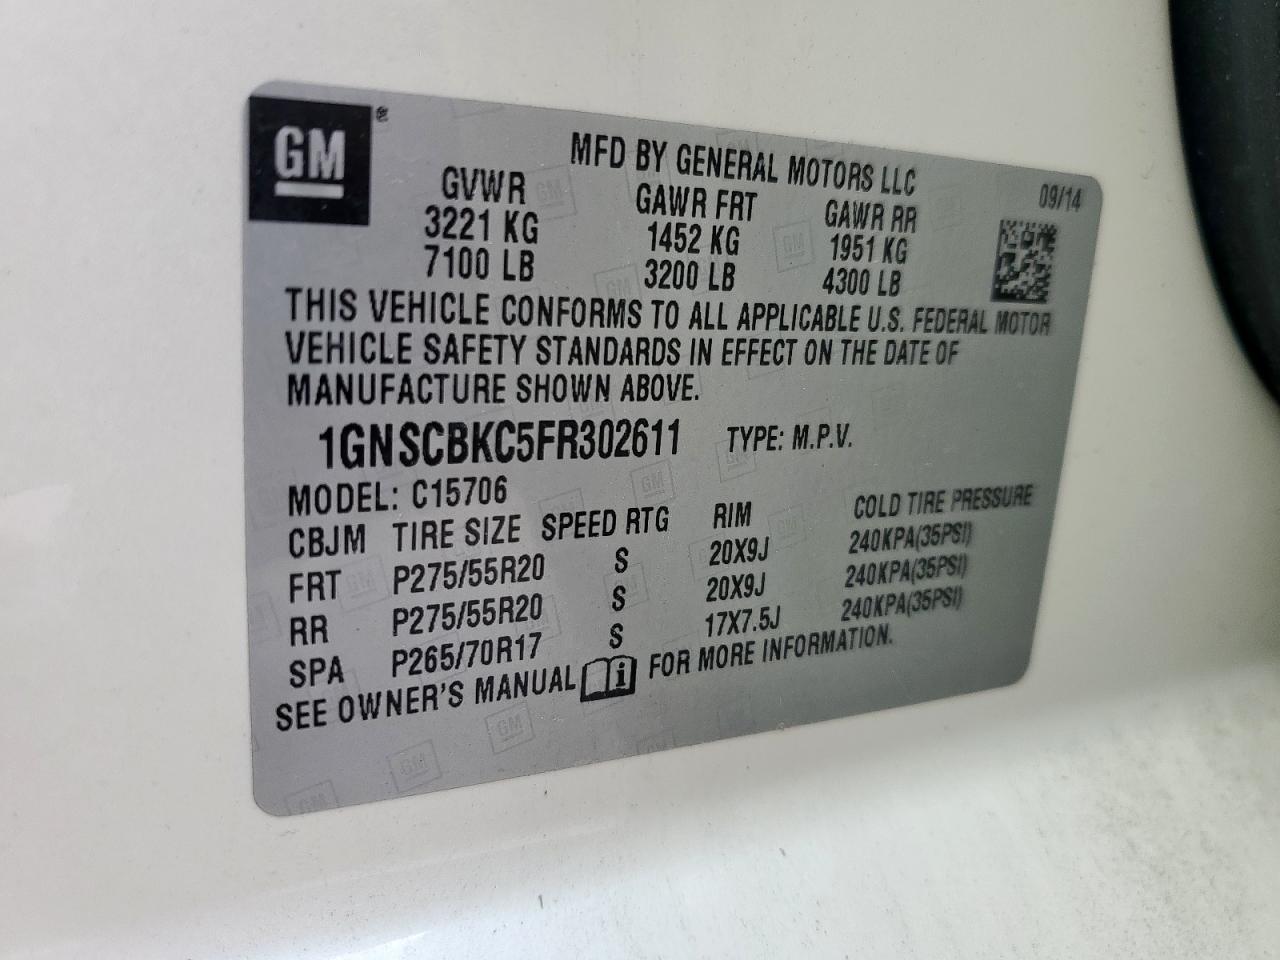 GM ®
MFD BY GENERAL MOTORS LLC
09/14
GVWR GAWR FRT GAWR RR
3221 KG 1452 KG 1951 KG
7100 LB 3200 LB 4300 LB
THIS VEHICLE CONFORMS TO ALL APPLICABLE U.S. FEDERAL MOTOR
VEHICLE SAFETY STANDARDS IN EFFECT ON THE DATE OF
MANUFACTURE SHOWN ABOVE.
1GNSCBKC5FR302611 TYPE: M.P.V.
MODEL: C15706
CBJM TIRE SIZE SPEED RTG RIM COLD TIRE PRESSURE
FRT P275/55R20 S 20X9J 240KPA(35PSI)
RR P275/55R20 S 20X9J 240KPA(35PSI)
SPA P265/70R17 S 17X7.5J 240KPA(35PSI)
SEE OWNER'S MANUAL i FOR MORE INFORMATION.